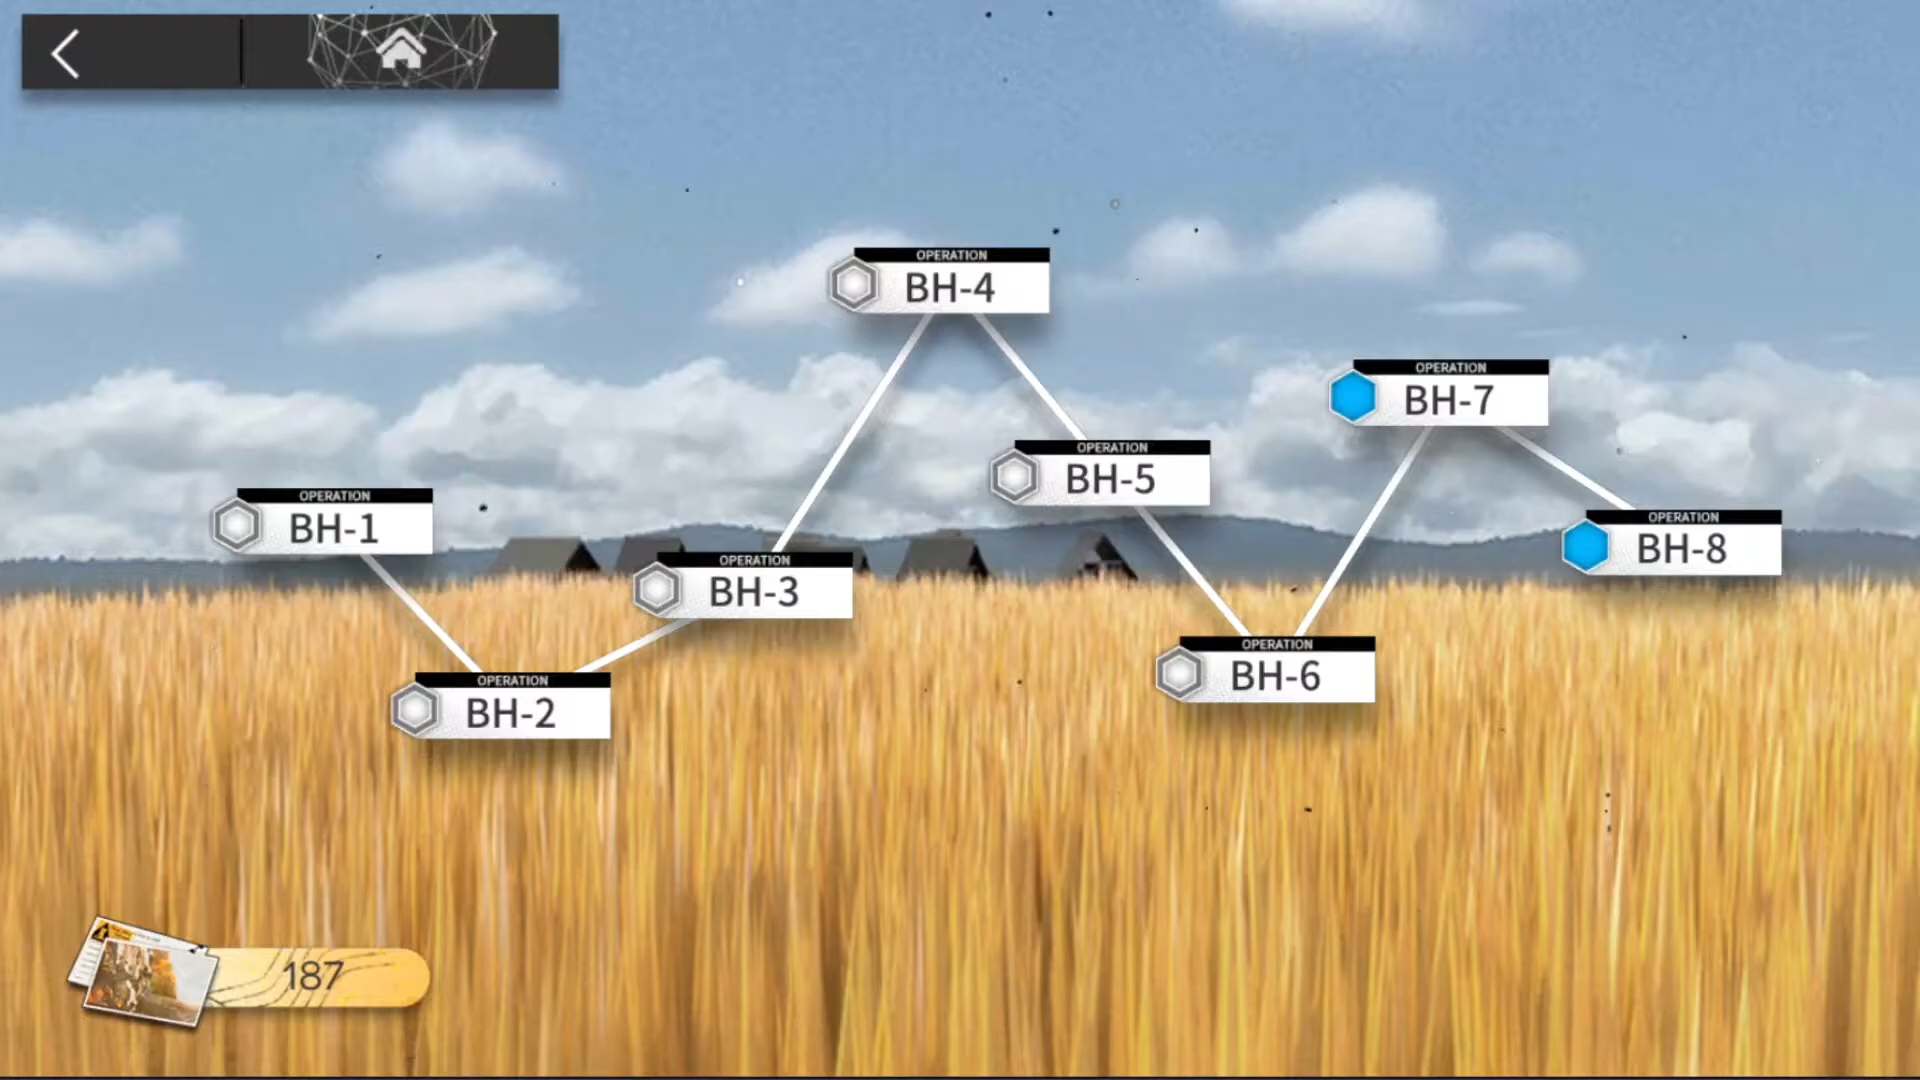 OPERATION
BH-1
OPERATION
BH-2
OPERATION
BH-3
OPERATION
BH-4
OPERATION
BH-5
OPERATION
BH-6
OPERATION
BH-7
OPERATION
BH-8
187